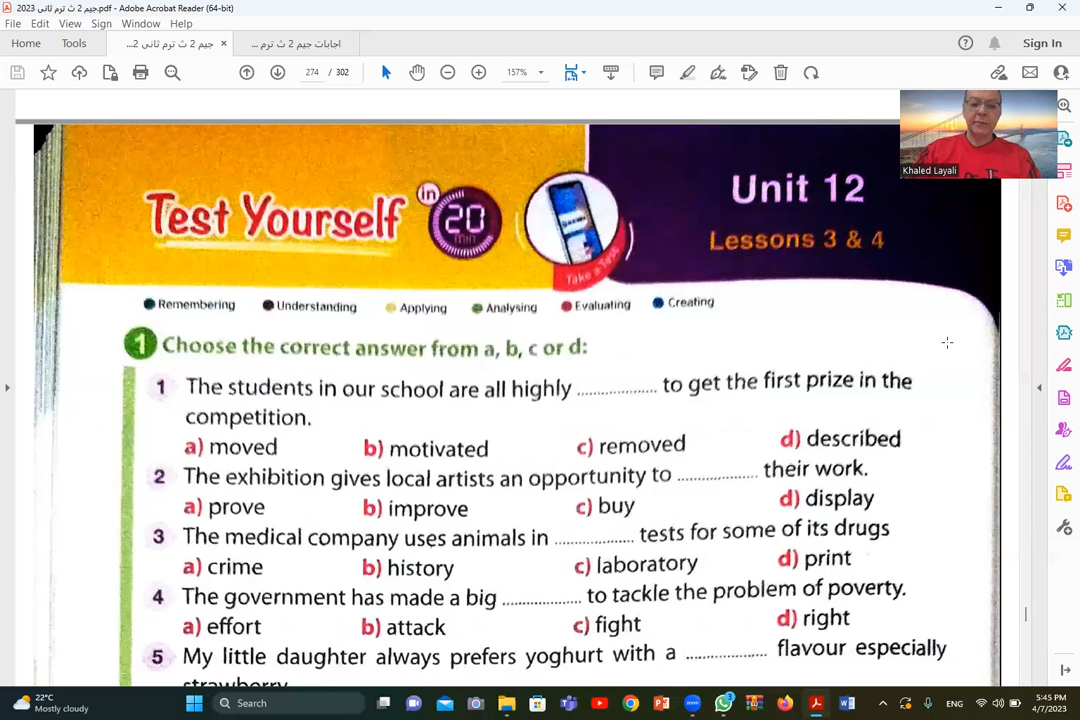 جيم 2 ث ترم ثانى 2023.pdf - Adobe Acrobat Reader (64-bit)
File Edit View Sign Window Help
Home Tools جيم 2 ث ترم ثانى 2... × اجابات جيم 2 ث ترم ... Sign In
274 / 302 157%
Khaled Layali
Test Yourself in 20 min
Take a Test
Unit 12
Lessons 3 & 4
Remembering Understanding Applying Analysing Evaluating Creating
1 Choose the correct answer from a, b, c or d:
1 The students in our school are all highly ............... to get the first prize in the
competition.
a) moved b) motivated c) removed d) described
2 The exhibition gives local artists an opportunity to ............... their work.
a) prove b) improve c) buy d) display
3 The medical company uses animals in ............... tests for some of its drugs
a) crime b) history c) laboratory d) print
4 The government has made a big ............... to tackle the problem of poverty.
a) effort b) attack c) fight d) right
5 My little daughter always prefers yoghurt with a ............... flavour especially
strawberry.
22°C
Mostly cloudy
Search
3
ENG
5:45 PM
4/7/2023